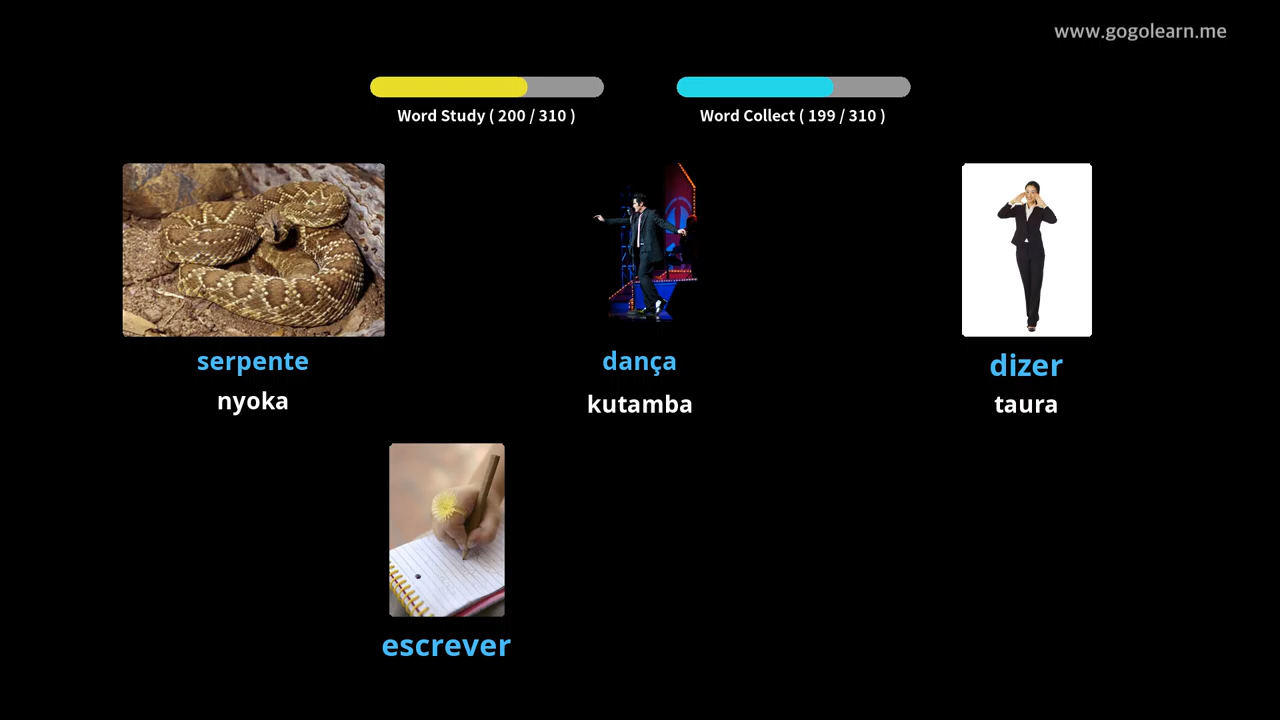 www.gogolearn.me
Word Study ( 200 / 310 )
Word Collect ( 199 / 310 )
serpente
nyoka
dança
kutamba
dizer
taura
escrever